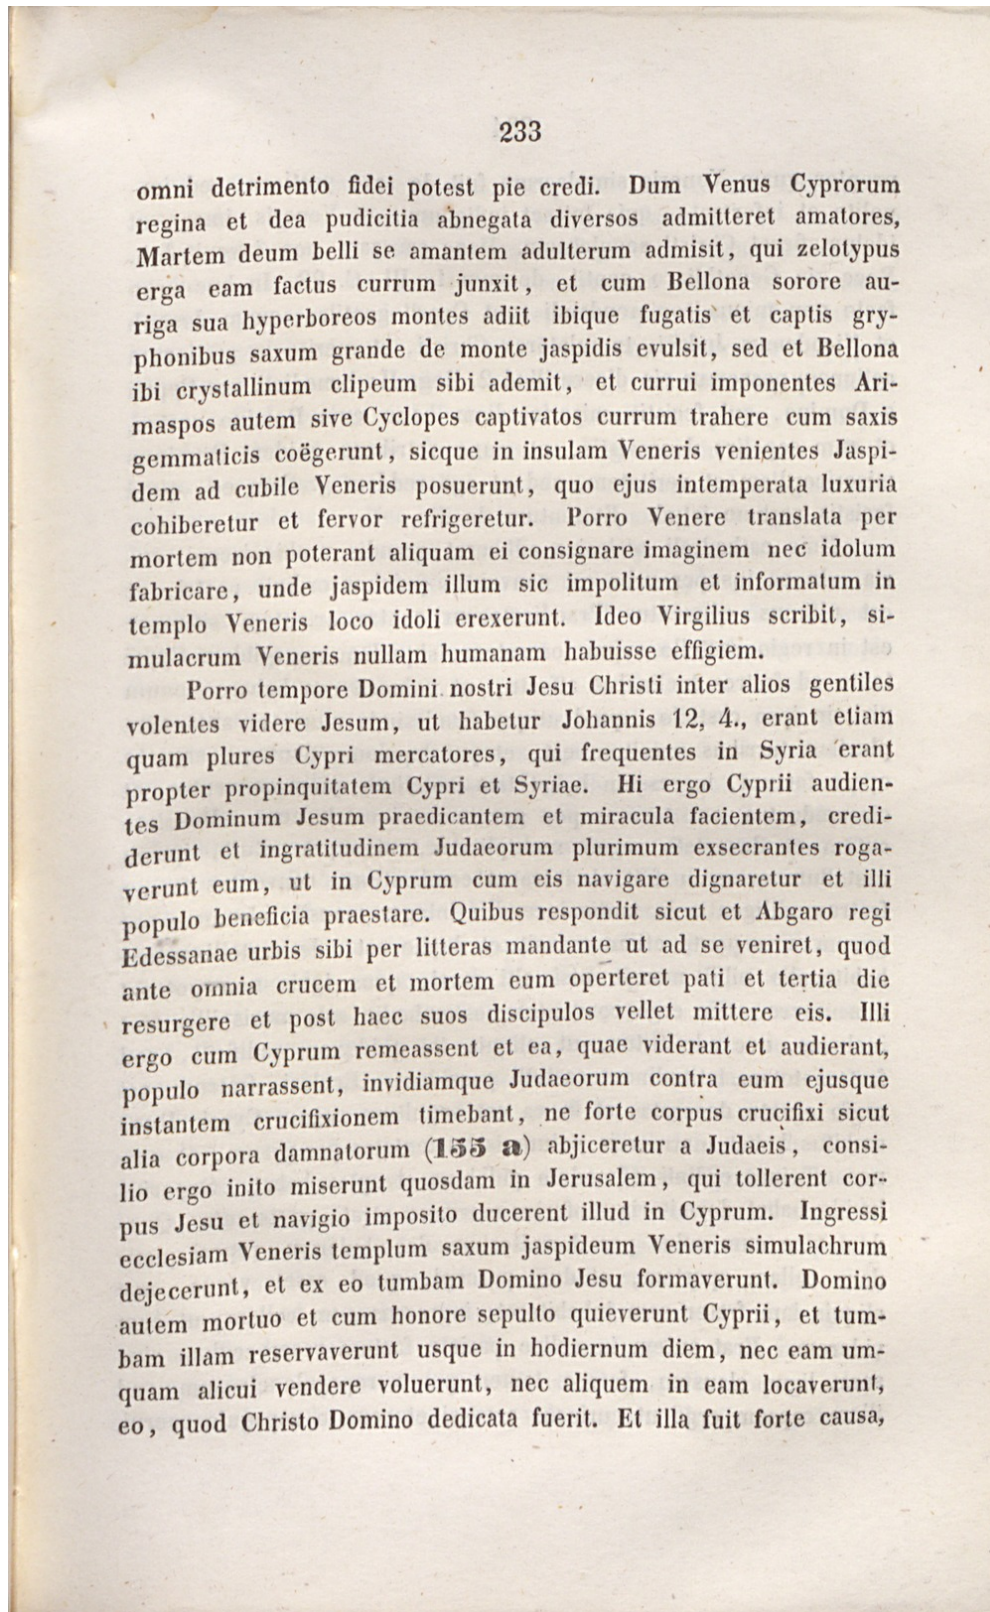 233
omni detrimento fidei potest pie credi. Dum Venus Cyprorum
regina et dea pudicitia abnegata diversos admitteret amatores,
Martem deum belli se amantem adulterum admisit, qui zelotypus
erga eam factus currum junxit, et cum Bellona sorore au-
riga sua hyperboreos montes adiit ibique fugatis et captis gry-
phonibus saxum grande de monte jaspidis evulsit, sed et Bellona
ibi crystallinum clipeum sibi ademit, et currui imponentes Ari-
maspos autem sive Cyclopes captivatos currum trahere cum saxis
gemmaticis coëgerunt, sicque in insulam Veneris venientes Jaspi-
dem ad cubile Veneris posuerunt, quo ejus intemperata luxuria
cohiberetur et fervor refrigeretur. Porro Venere translata per
mortem non poterant aliquam ei consignare imaginem nec idolum
fabricare, unde jaspidem illum sic impolitum et informatum in
templo Veneris loco idoli erexerunt. Ideo Virgilius scribit, si-
mulacrum Veneris nullam humanam habuisse effigiem.
Porro tempore Domini nostri Jesu Christi inter alios gentiles
volentes videre Jesum, ut habetur Johannis 12, 4., erant etiam
quam plures Cypri mercatores, qui frequentes in Syria erant
propter propinquitatem Cypri et Syriae. Hi ergo Cyprii audien-
tes Dominum Jesum praedicantem et miracula facientem, credi-
derunt et ingratitudinem Judaeorum plurimum exsecrantes roga-
verunt eum, ut in Cyprum cum eis navigare dignaretur et illi
populo beneficia praestare. Quibus respondit sicut et Abgaro regi
Edessanae urbis sibi per litteras mandante ut ad se veniret, quod
ante omnia crucem et mortem eum operteret pati et tertia die
resurgere et post haec suos discipulos vellet mittere eis. Illi
ergo cum Cyprum remeassent et ea, quae viderant et audierant,
populo narrassent, invidiamque Judaeorum contra eum ejusque
instantem crucifixionem timebant, ne forte corpus crucifixi sicut
alia corpora damnatorum (155 a) abjiceretur a Judaeis, consi-
lio ergo inito miserunt quosdam in Jerusalem, qui tollerent cor-
pus Jesu et navigio imposito ducerent illud in Cyprum. Ingressi
ecclesiam Veneris templum saxum jaspideum Veneris simulachrum
dejecerunt, et ex eo tumbam Domino Jesu formaverunt. Domino
autem mortuo et cum honore sepulto quieverunt Cyprii, et tum-
bam illam reservaverunt usque in hodiernum diem, nec eam um-
quam alicui vendere voluerunt, nec aliquem in eam locaverunt,
eo, quod Christo Domino dedicata fuerit. Et illa fuit forte causa,